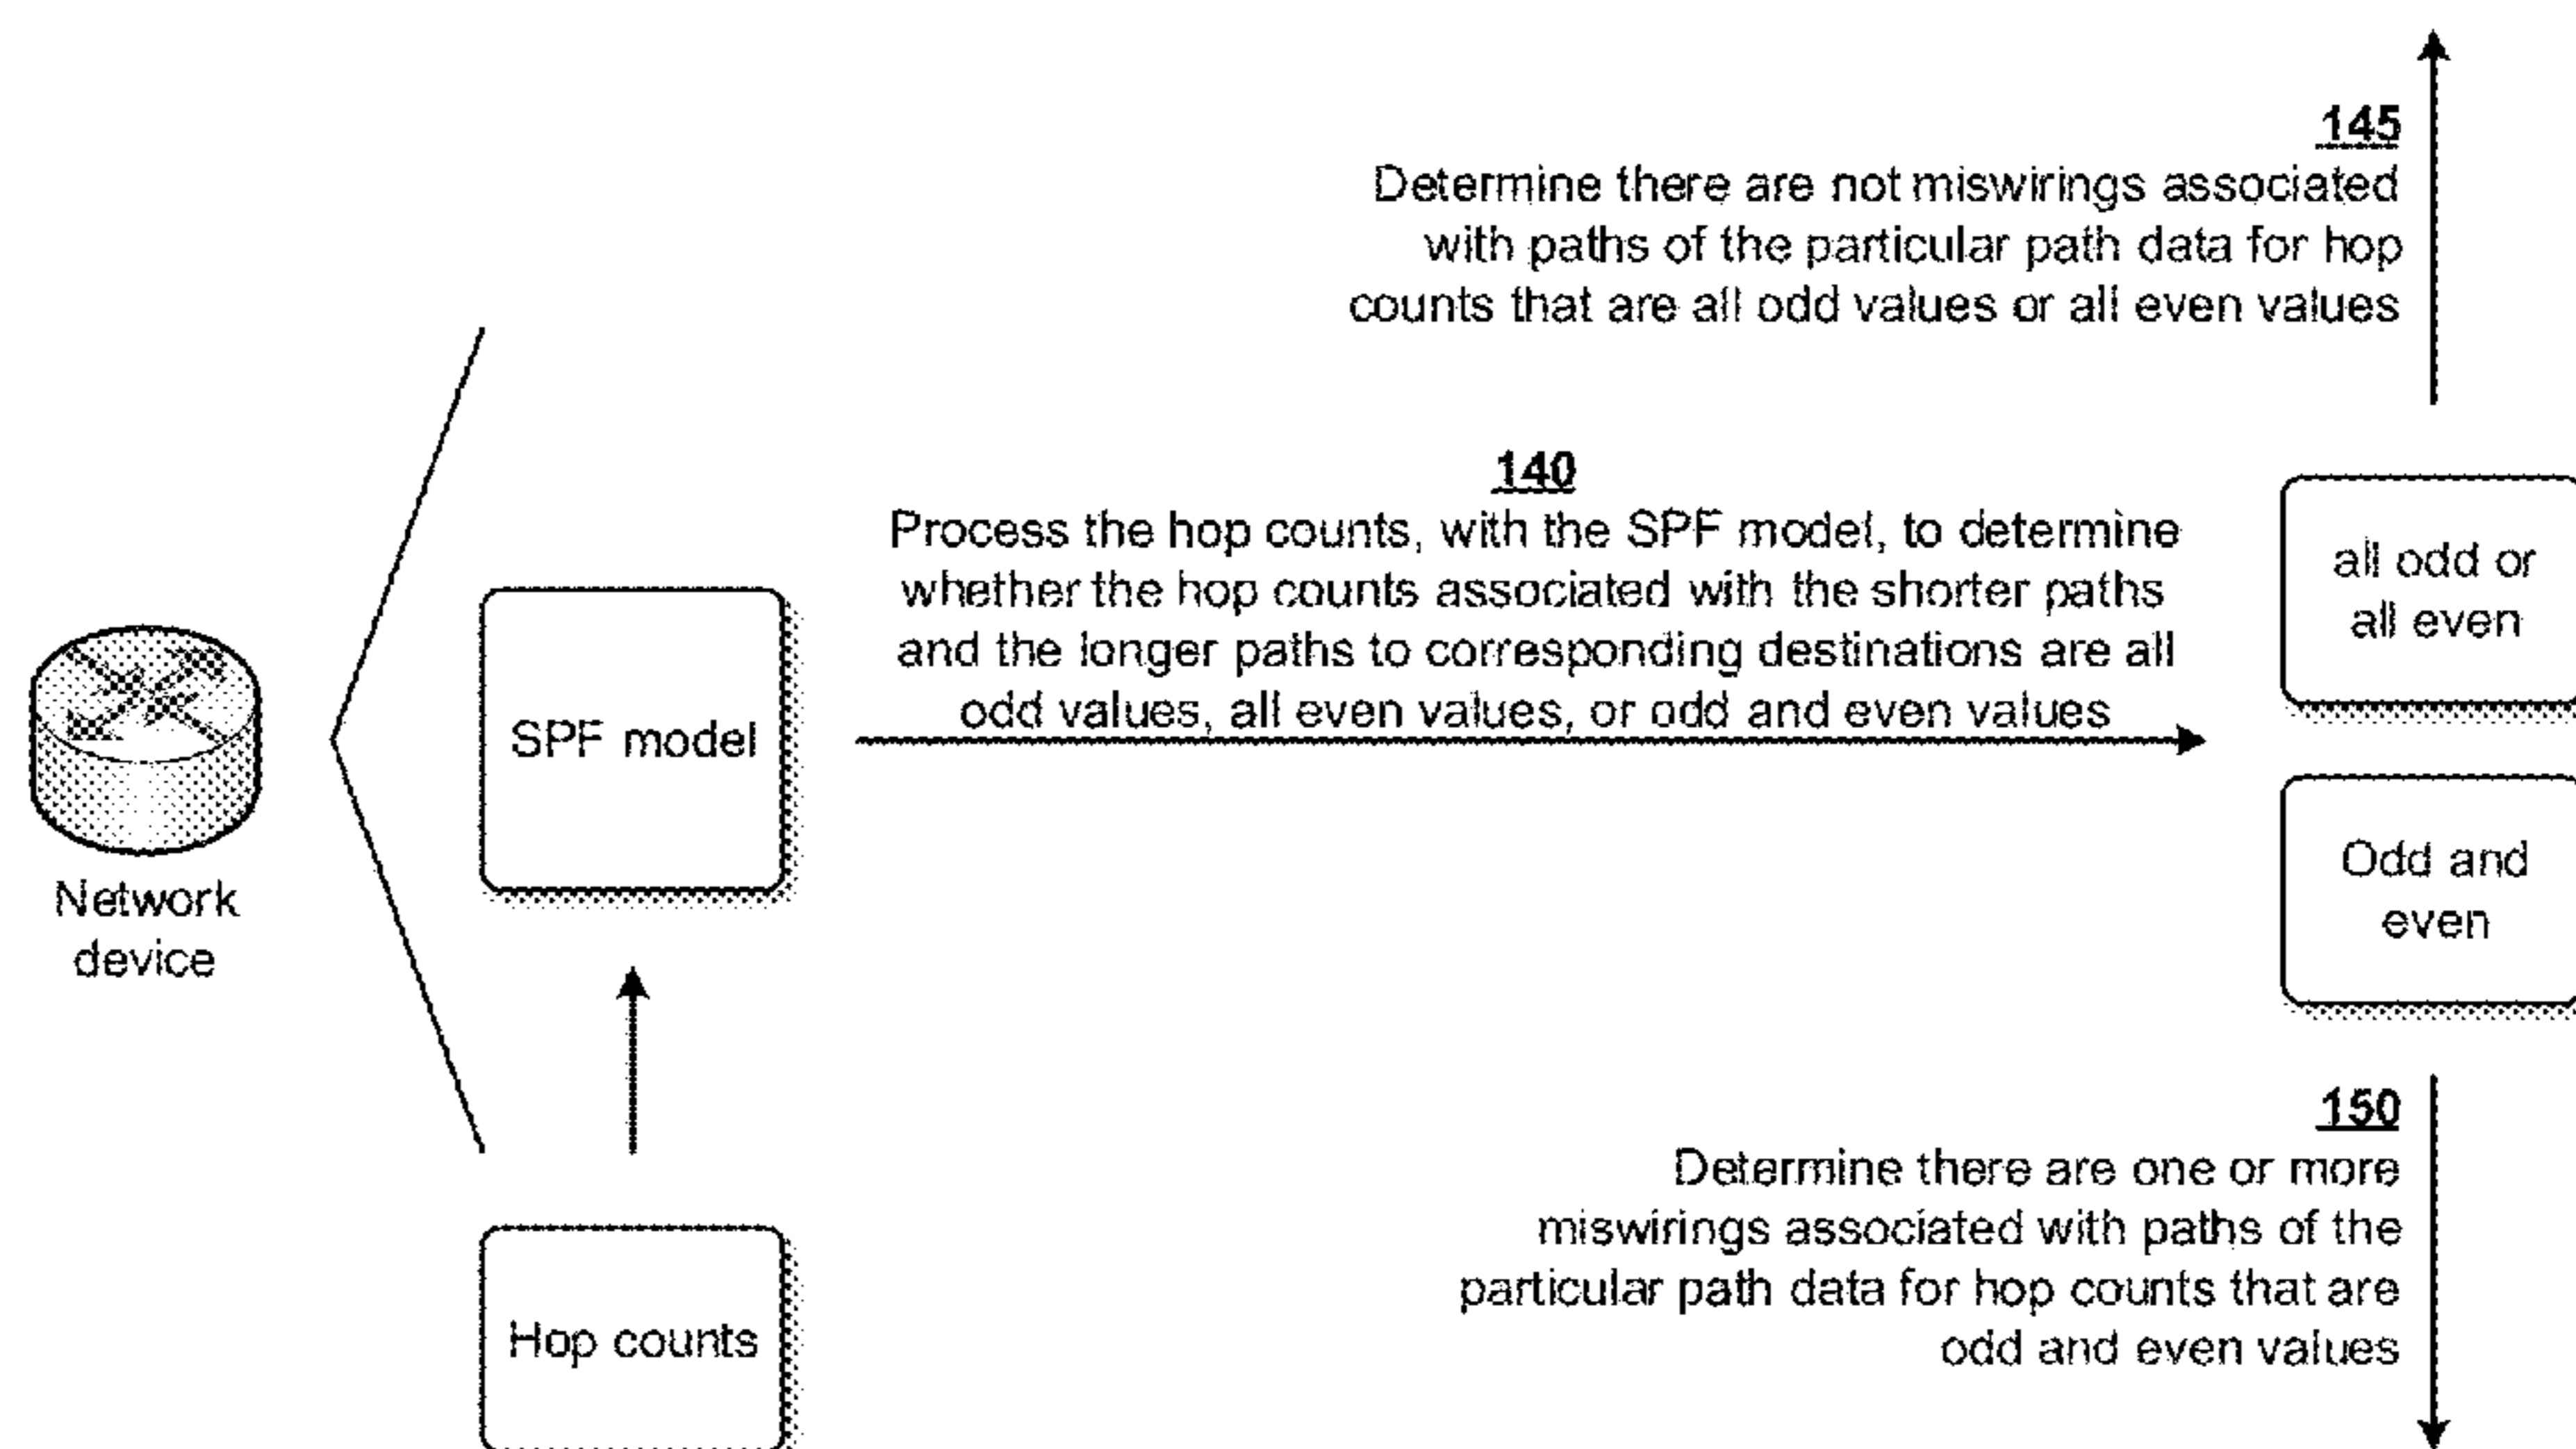 145
Determine there are not miswirings associated
with paths of the particular path data for hop
counts that are all odd values or all even values
140
Process the hop counts, with the SPF model, to determine
whether the hop counts associated with the shorter paths
and the longer paths to corresponding destinations are all
odd values, all even values, or odd and even values
all odd or
all even
SPF model
Odd and
even
Network
device
150
Determine there are one or more
miswirings associated with paths of the
particular path data for hop counts that are
odd and even values
Hop counts